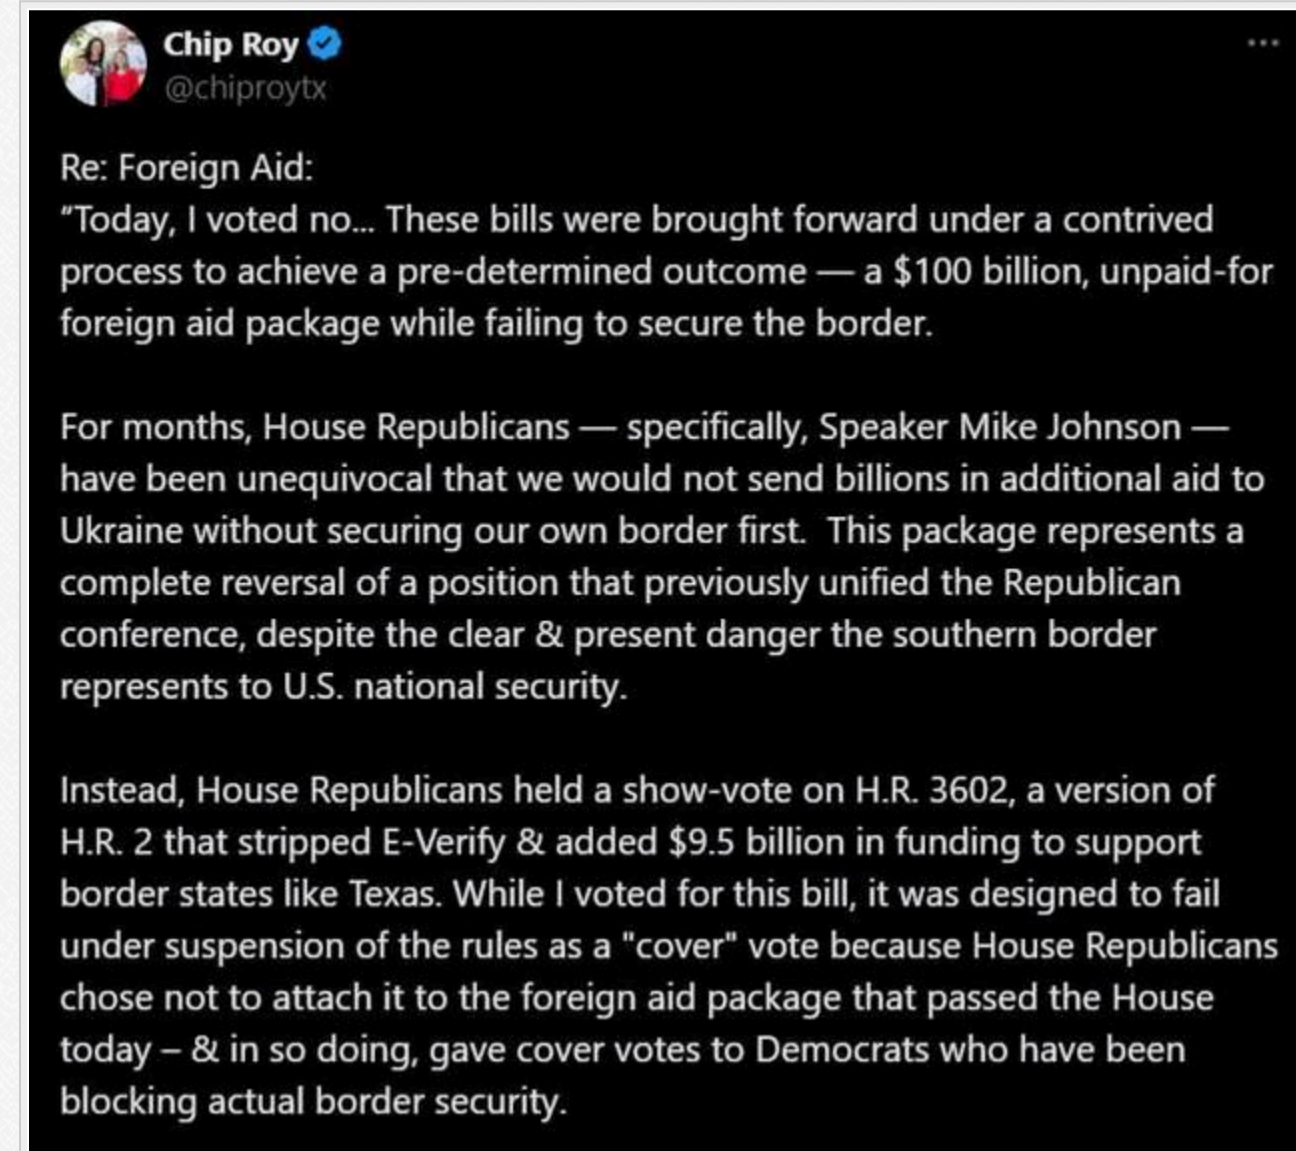 Chip Roy
@chiproytx
Re: Foreign Aid:
“Today, I voted no... These bills were brought forward under a contrived
process to achieve a pre-determined outcome — a $100 billion, unpaid-for
foreign aid package while failing to secure the border.
For months, House Republicans — specifically, Speaker Mike Johnson —
have been unequivocal that we would not send billions in additional aid to
Ukraine without securing our own border first.  This package represents a
complete reversal of a position that previously unified the Republican
conference, despite the clear & present danger the southern border
represents to U.S. national security.
Instead, House Republicans held a show-vote on H.R. 3602, a version of
H.R. 2 that stripped E-Verify & added $9.5 billion in funding to support
border states like Texas. While I voted for this bill, it was designed to fail
under suspension of the rules as a "cover" vote because House Republicans
chose not to attach it to the foreign aid package that passed the House
today – & in so doing, gave cover votes to Democrats who have been
blocking actual border security.